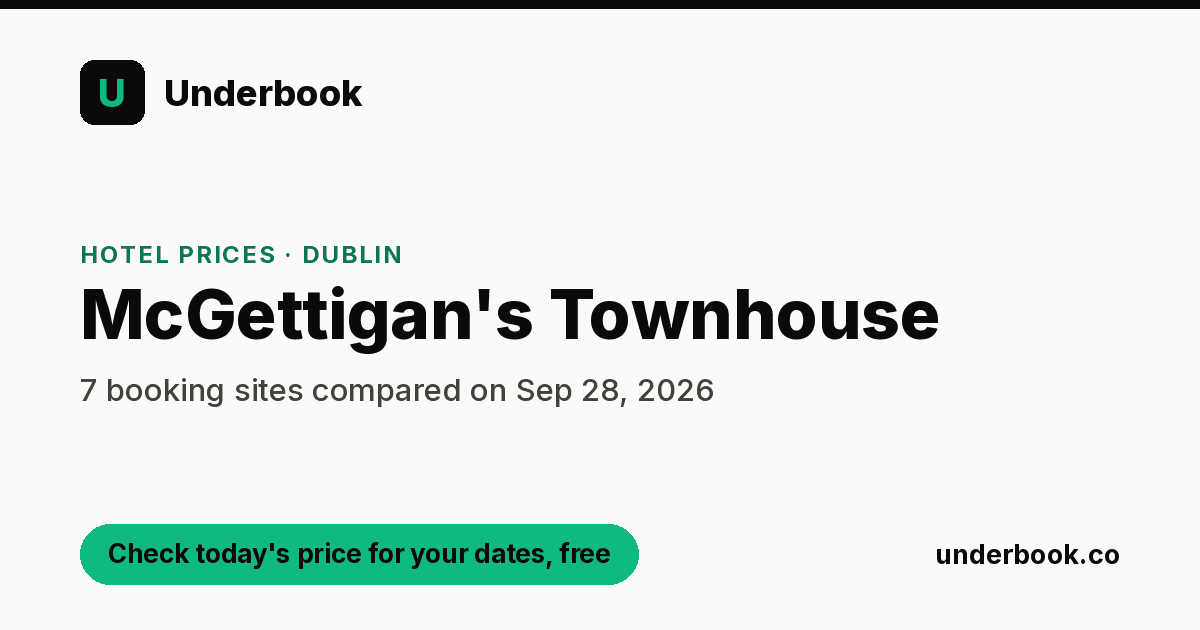 U Underbook
HOTEL PRICES · DUBLIN
McGettigan's Townhouse
7 booking sites compared on Sep 28, 2026
Check today's price for your dates, free
underbook.co